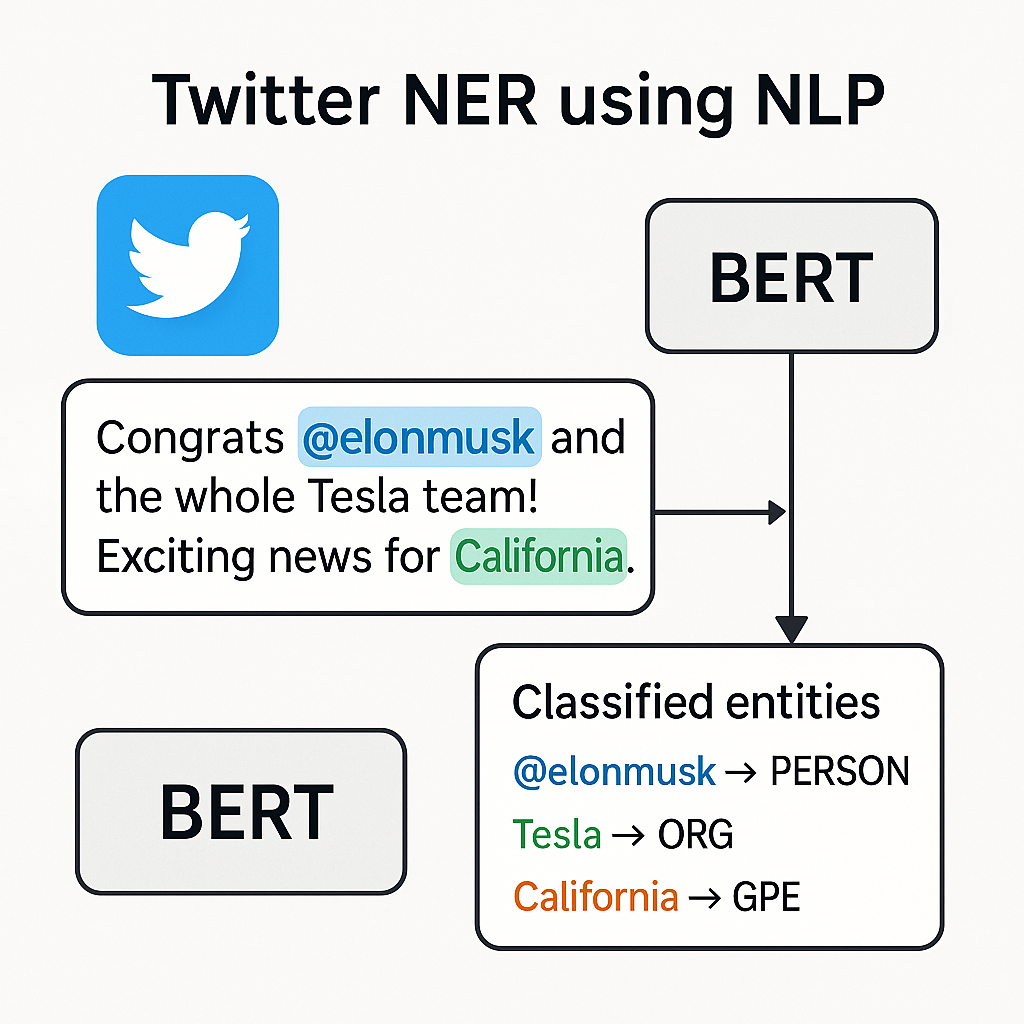 Twitter NER using NLP
BERT
Congrats @elonmusk and
the whole Tesla team!
Exciting news for California.
Classified entities
@elonmusk → PERSON
Tesla → ORG
California → GPE
BERT